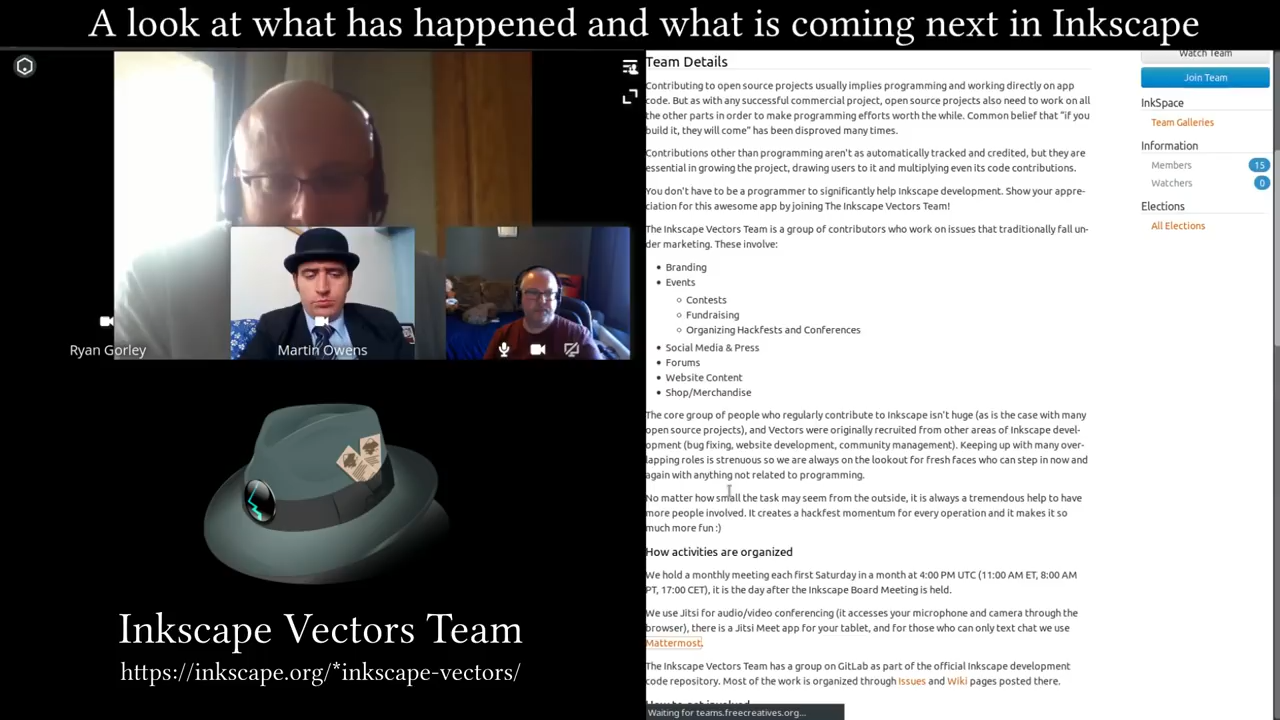 A look at what has happened and what is coming next in Inkscape
Ryan Gorley
Martin Owens
Inkscape Vectors Team
https://inkscape.org/*inkscape-vectors/
Team Details
Contributing to open source projects usually implies programming and working directly on app
code. But as with any successful commercial project, open source projects also need to work on all
the other parts in order to make programming efforts worth the while. Common belief that "if you
build it, they will come" has been disproved many times.
Contributions other than programming aren't as automatically tracked and credited, but they are
essential in growing the project, drawing users to it and multiplying even its code contributions.
You don't have to be a programmer to significantly help Inkscape development. Show your appre-
ciation for this awesome app by joining The Inkscape Vectors Team!
The Inkscape Vectors Team is a group of contributors who work on issues that traditionally fall un-
der marketing. These involve:
• Branding
• Events
◦ Contests
◦ Fundraising
◦ Organizing Hackfests and Conferences
• Social Media & Press
• Forums
• Website Content
• Shop/Merchandise
The core group of people who regularly contribute to Inkscape isn't huge (as is the case with many
open source projects), and Vectors were originally recruited from other areas of Inkscape devel-
opment (bug fixing, website development, community management). Keeping up with many over-
lapping roles is strenuous so we are always on the lookout for fresh faces who can step in now and
again with anything not related to programming.
No matter how small the task may seem from the outside, it is always a tremendous help to have
more people involved. It creates a hackfest momentum for every operation and it makes it so
much more fun :)
How activities are organized
We hold a monthly meeting each first Saturday in a month at 4:00 PM UTC (11:00 AM ET, 8:00 AM
PT, 17:00 CET), it is the day after the Inkscape Board Meeting is held.
We use Jitsi for audio/video conferencing (it accesses your microphone and camera through the
browser), there is a Jitsi Meet app for your tablet, and for those who can only text chat we use
Mattermost.
The Inkscape Vectors Team has a group on GitLab as part of the official Inkscape development
code repository. Most of the work is organized through Issues and Wiki pages posted there.
How to get involved
Waiting for teams.freecreatives.org...
Watch Team
Join Team
InkSpace
Team Galleries
Information
Members 15
Watchers 0
Elections
All Elections